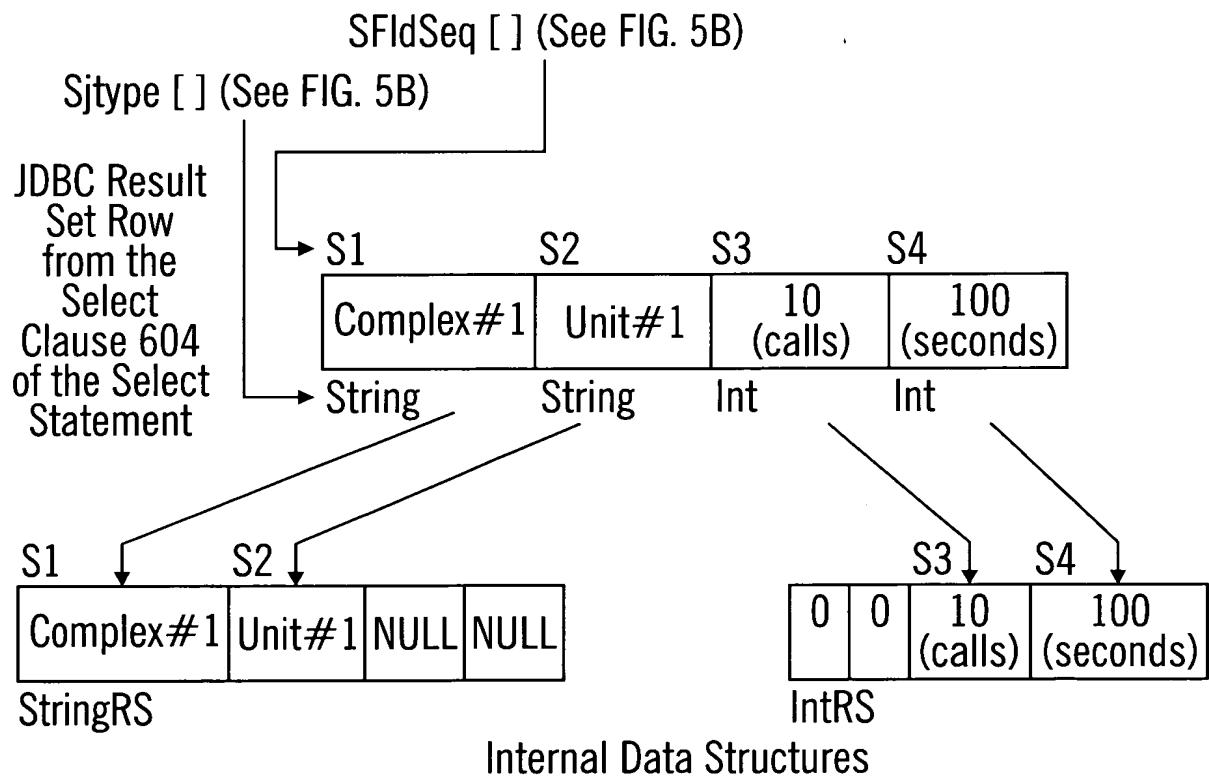 SFldSeq [ ] (See FIG. 5B)
Sjtype [ ] (See FIG. 5B)
JDBC Result
Set Row
from the
Select
Clause 604
of the Select
Statement
S1 S2 S3 S4
Complex#1 Unit#1 10 (calls) 100 (seconds)
String String Int Int
S1 S2
Complex#1 Unit#1 NULL NULL
StringRS
S3 S4
0 0 10 (calls) 100 (seconds)
IntRS
Internal Data Structures